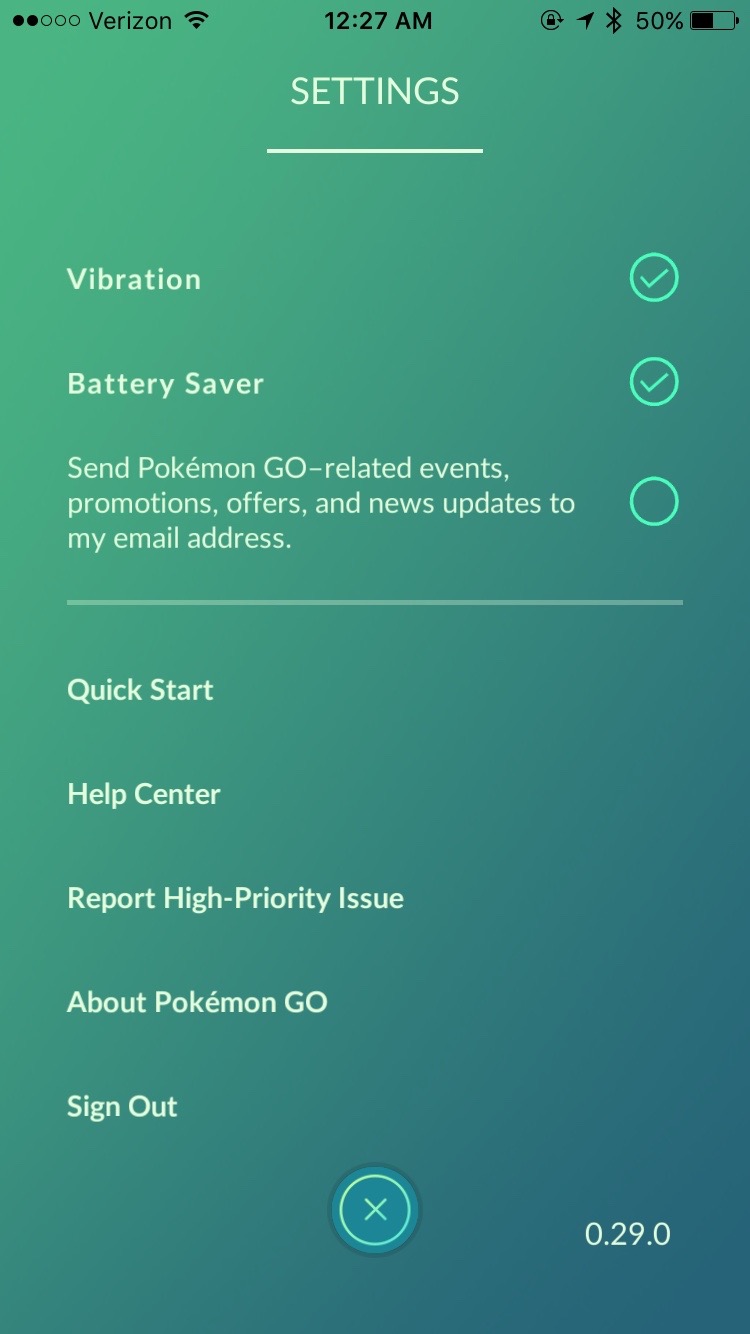 Verizon 12:27 AM 50%
SETTINGS
Vibration
Battery Saver
Send Pokémon GO–related events,
promotions, offers, and news updates to
my email address.
Quick Start
Help Center
Report High-Priority Issue
About Pokémon GO
Sign Out
0.29.0